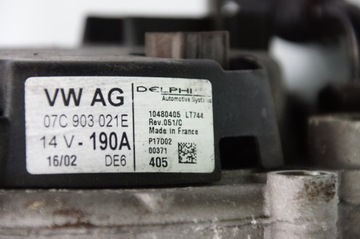 VW AG
07C 903 021E
14 V - 190A
16/02 DE6
DELPHI
Automotive Systems
10480405 LT744
Rev.051/C
Made in France
P17D02
00371
405